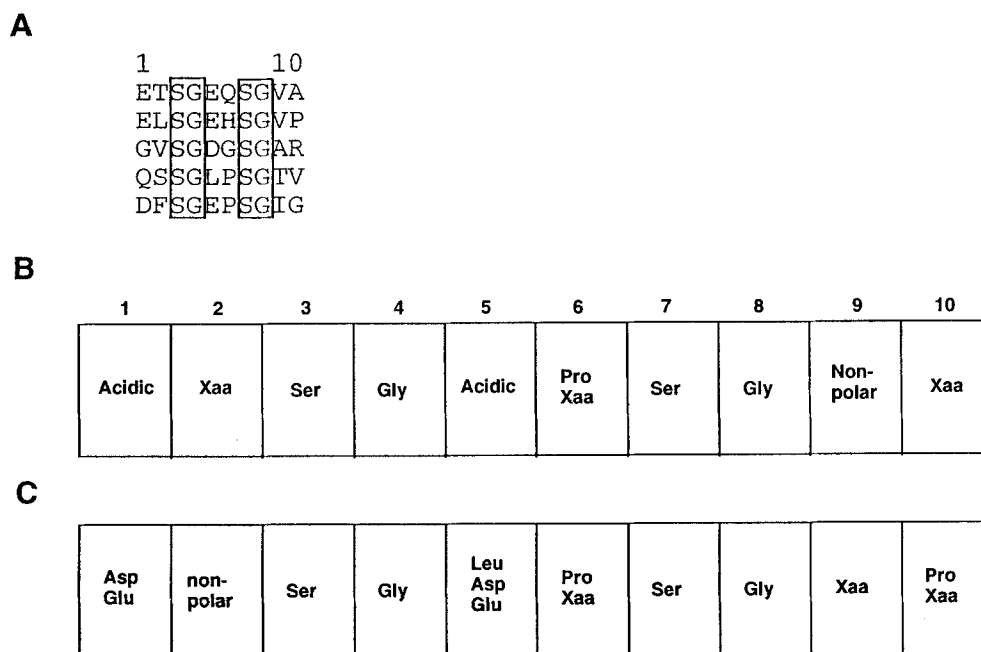 A
1 10
ETSGEQSGVA
ELSGEHSGVP
GVSGDGSGAR
QSSGLPSGTV
DFSGEPSGIG
B
1 2 3 4 5 6 7 8 9 10
Acidic Xaa Ser Gly Acidic Pro Xaa Ser Gly Non-polar Xaa
C
Asp Glu non-polar Ser Gly Leu Asp Glu Pro Xaa Ser Gly Xaa Pro Xaa